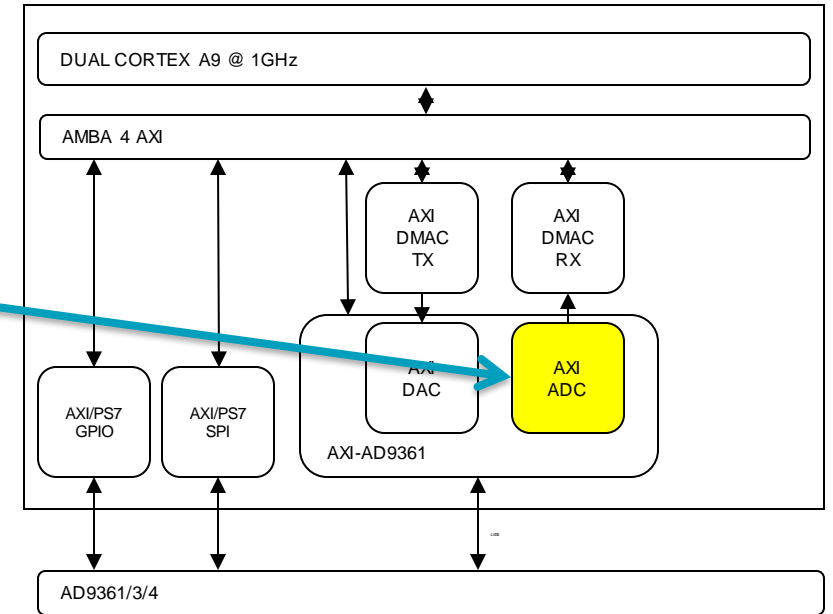 DUAL CORTEX A9 @ 1GHz
AMBA 4 AXI
AXI
DMAC
TX
AXI
DMAC
RX
AXI
DAC
AXI
ADC
AXI/PS7
GPIO
AXI/PS7
SPI
AXI-AD9361
AD9361/3/4